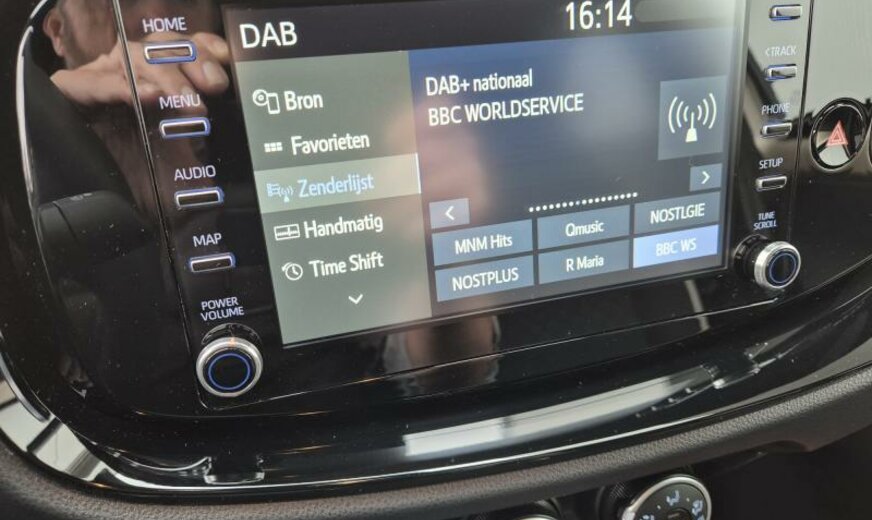 HOME
MENU
AUDIO
MAP
POWER
VOLUME
DAB
16:14
Bron
Favorieten
Zenderlijst
Handmatig
Time Shift
DAB+ nationaal
BBC WORLDSERVICE
MNM Hits
Qmusic
NOSTLGIE
NOSTPLUS
R Maria
BBC WS
<TRACK
PHONE
SETUP
TUNE
SCROLL